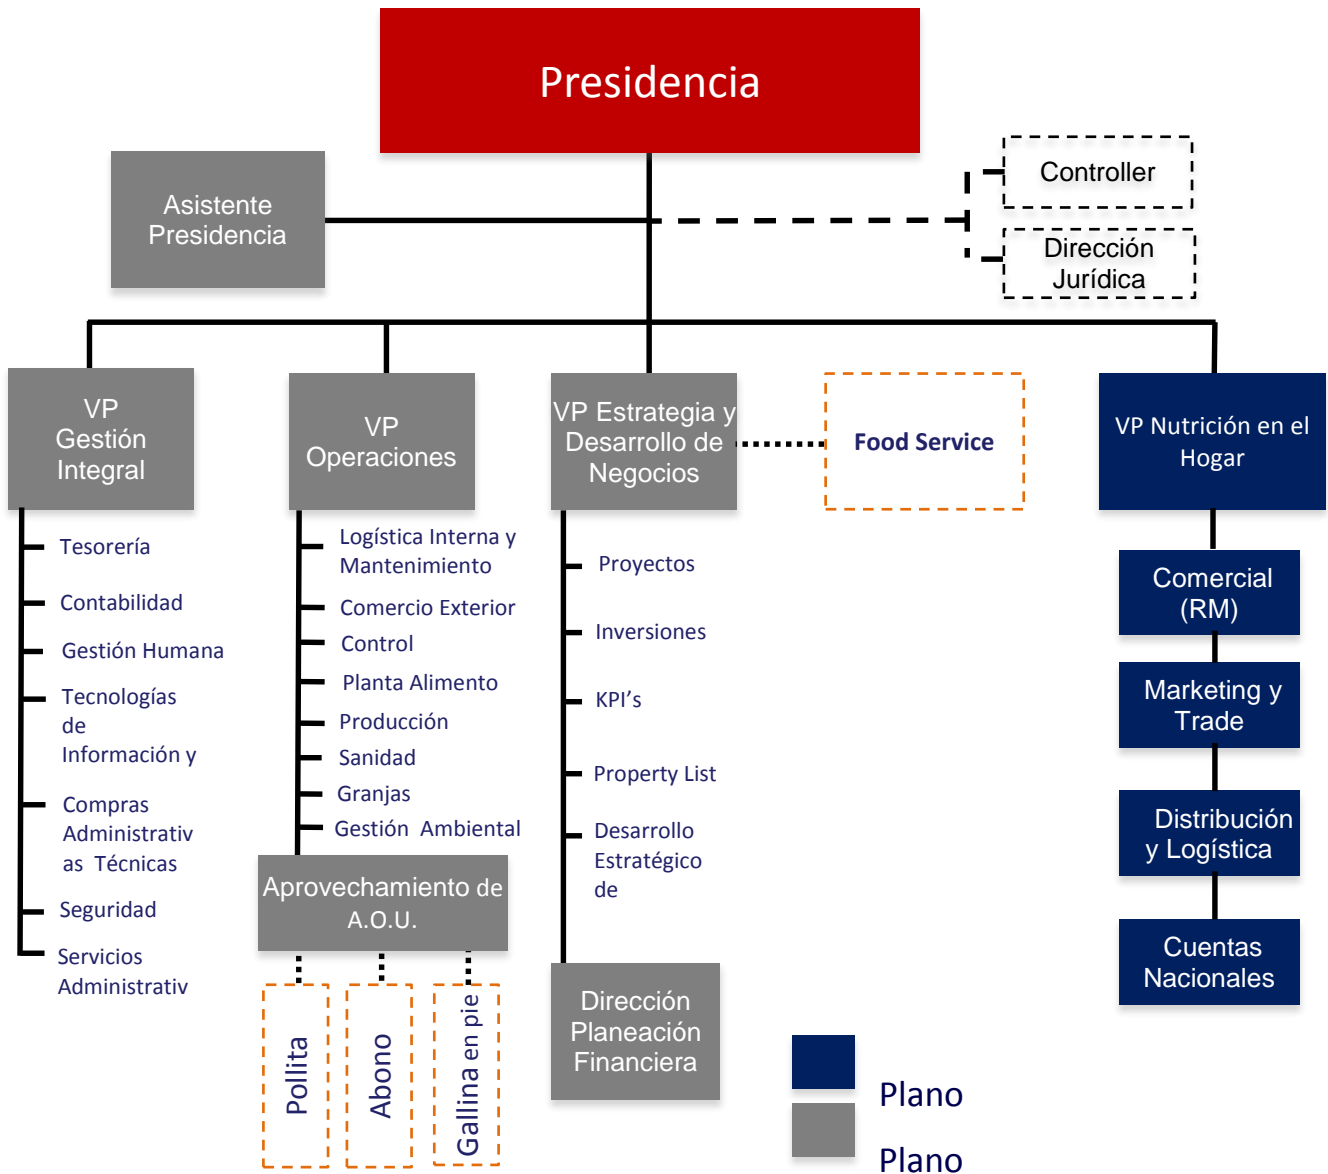 Presidencia
Asistente
Presidencia
Controller
Dirección
Jurídica
VP
Gestión
Integral
VP
Operaciones
VP Estrategia y
Desarrollo de
Negocios
Food Service
VP Nutrición en el
Hogar
Tesorería
Contabilidad
Gestión Humana
Tecnologías
de
Información y
Compras
Administrativ
as Técnicas
Seguridad
Servicios
Administrativ
Logística Interna y
Mantenimiento
Comercio Exterior
Control
Planta Alimento
Producción
Sanidad
Granjas
Gestión Ambiental
Aprovechamiento de
A.O.U.
Pollita
Abono
Gallina en pie
Proyectos
Inversiones
KPI's
Property List
Desarrollo
Estratégico
de
Dirección
Planeación
Financiera
Comercial
(RM)
Marketing y
Trade
Distribución
y Logística
Cuentas
Nacionales
Plano
Plano